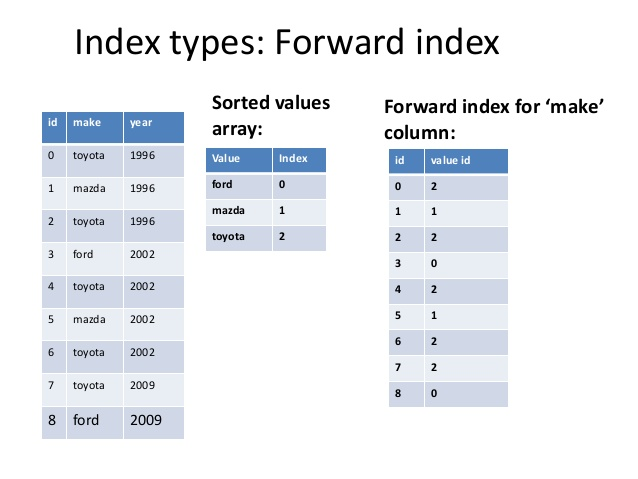 Index types: Forward index
id make year
0 toyota 1996
1 mazda 1996
2 toyota 1996
3 ford 2002
4 toyota 2002
5 mazda 2002
6 toyota 2002
7 toyota 2009
8 ford 2009
Sorted values
array:
Value Index
ford 0
mazda 1
toyota 2
Forward index for ‘make’
column:
id value id
0 2
1 1
2 2
3 0
4 2
5 1
6 2
7 2
8 0